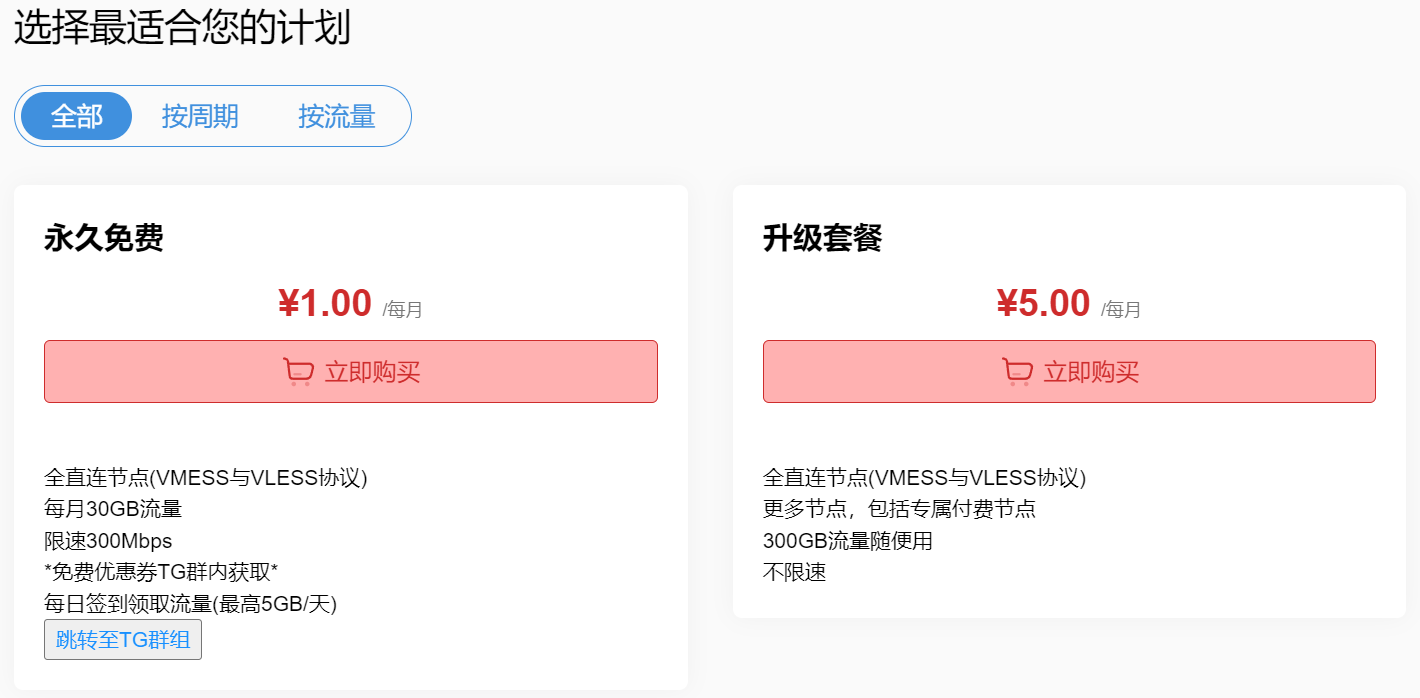 选择最适合您的计划
全部
按周期
按流量
永久免费
¥1.00 /每月
立即购买
全直连节点(VMESS与VLESS协议)
每月30GB流量
限速300Mbps
*免费优惠券TG群内获取*
每日签到领取流量(最高5GB/天)
跳转至TG群组
升级套餐
¥5.00 /每月
立即购买
全直连节点(VMESS与VLESS协议)
更多节点，包括专属付费节点
300GB流量随便用
不限速